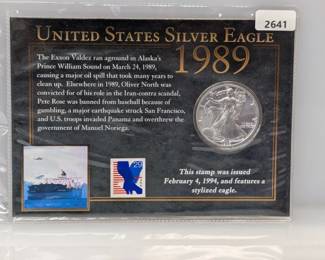 2641
UNITED STATES SILVER EAGLE
1989
The Exxon Valdez ran aground in Alaska's
Prince William Sound on March 24, 1989,
causing a major oil spill that took many years to
clean up. Elsewhere in 1989, Oliver North was
convicted for of his role in the Iran-contra scandal,
Pete Rose was banned from baseball because of
gambling, a major earthquake struck San Francisco,
and U.S. troops invaded Panama and overthrew the
government of Manuel Noriega.
This stamp was issued
February 4, 1994, and features a
stylized eagle.